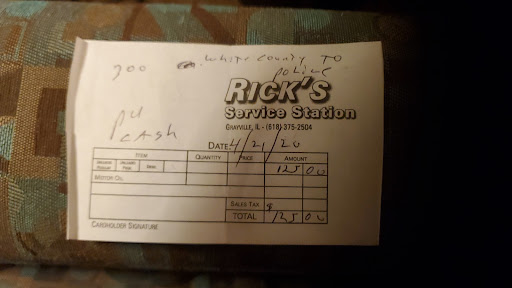 300 White County TO
Police
RICK'S
Service Station
GRAYVILLE, IL - (618) 375-2504
pd
cash
DATE: 4/21/20
ITEM QUANTITY PRICE AMOUNT
125 00
MOTOR OIL
SALES TAX
TOTAL $125 00
CARDHOLDER SIGNATURE